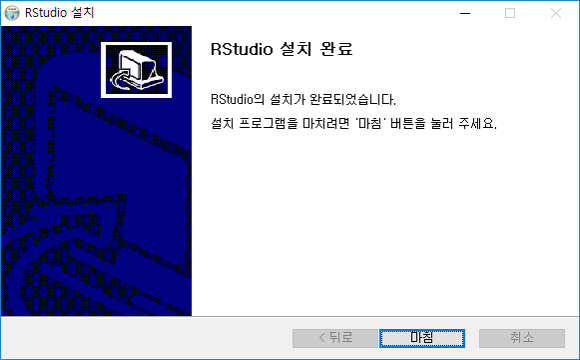 RStudio 설치
RStudio 설치 완료
RStudio의 설치가 완료되었습니다.
설치 프로그램을 마치려면 '마침' 버튼을 눌러 주세요.
< 뒤로
마침
취소